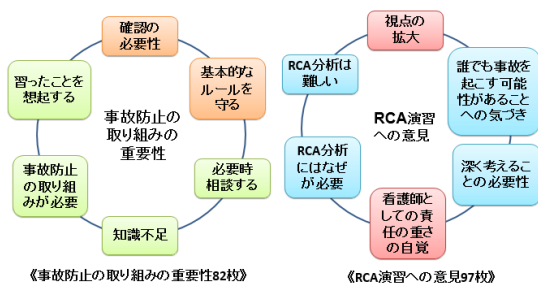 確認の
必要性
基本的な
ルールを
守る
必要時
相談する
知識不足
事故防止
の取り組
みが必要
習ったことを
想起する
事故防止の
取り組みの
重要性
《事故防止の取り組みの重要性82枚》
視点の
拡大
誰でも事故を
起こす可能
性があること
への気づき
深く考えるこ
との必要性
看護師と
しての責
任の重さ
の自覚
RCA分析
にはなぜ
が必要
RCA分析は
難しい
RCA演習
への意見
《RCA演習への意見97枚》